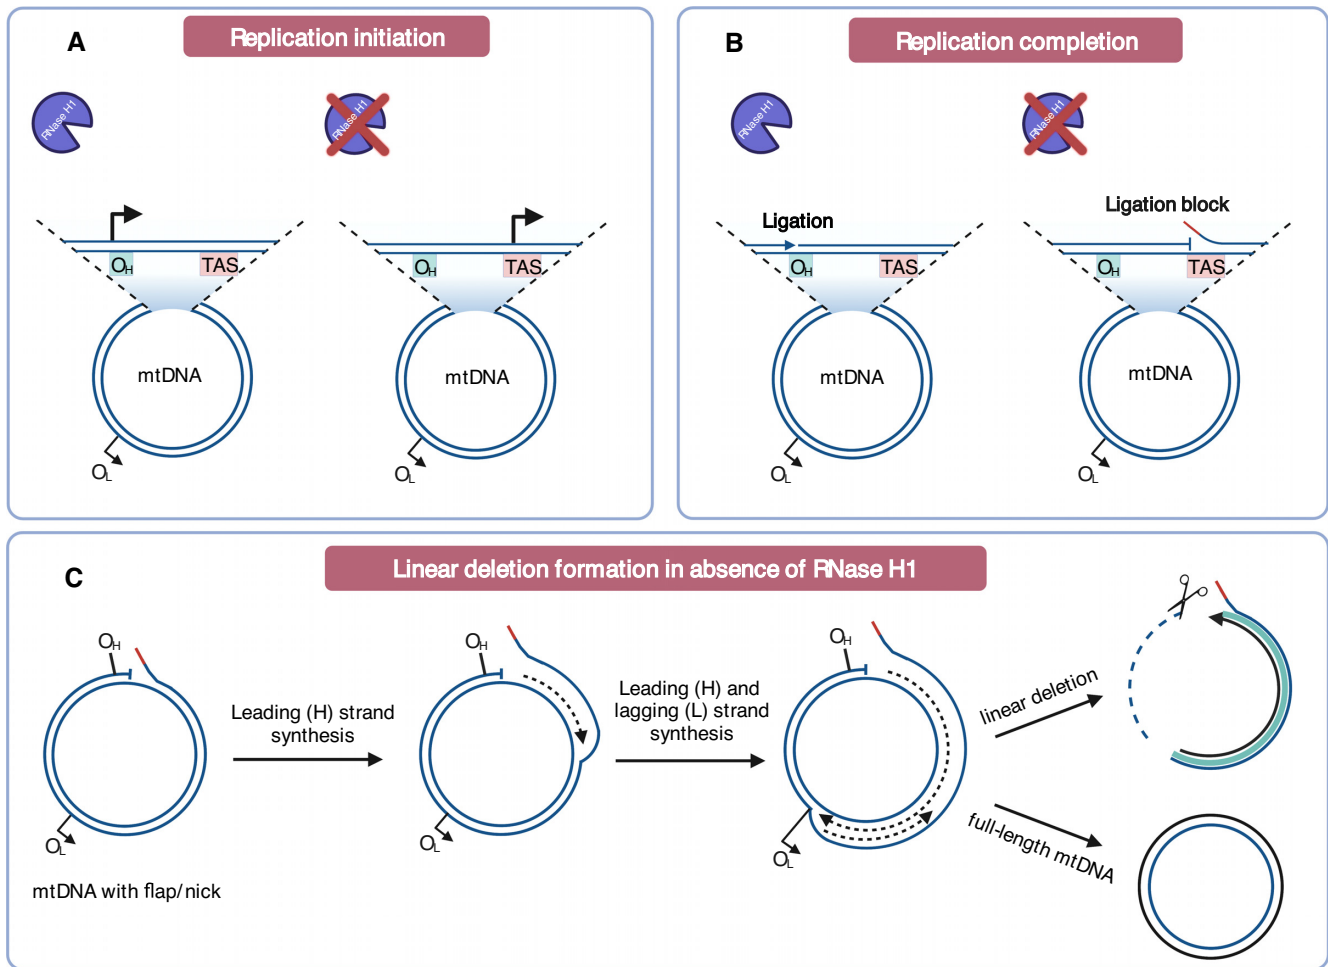 A
Replication initiation
RNase H1
RNase H1
OH
TAS
OH
TAS
mtDNA
mtDNA
OL
OL
B
Replication completion
RNase H1
RNase H1
Ligation
Ligation block
OH
TAS
OH
TAS
mtDNA
mtDNA
OL
OL
C
Linear deletion formation in absence of RNase H1
OH
OL
mtDNA with flap/nick
Leading (H) strand
synthesis
OH
OL
Leading (H) and
lagging (L) strand
synthesis
OH
OL
linear deletion
full-length mtDNA